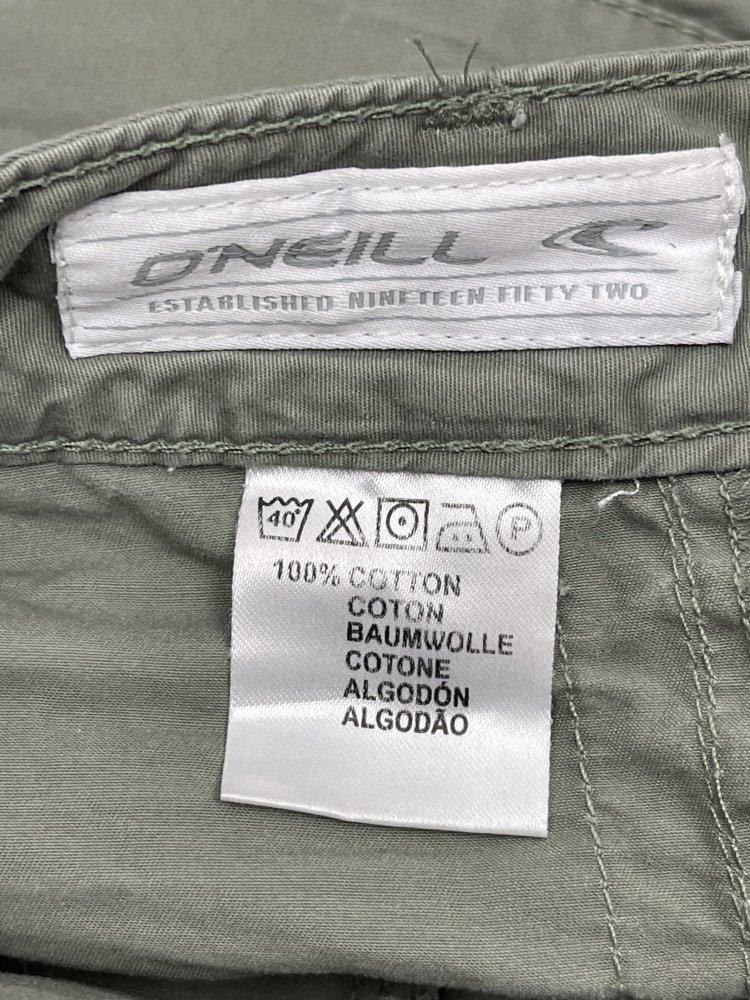 O'NEILL
ESTABLISHED NINETEEN FIFTY TWO
40°
P
100% COTTON
COTON
BAUMWOLLE
COTONE
ALGODÓN
ALGODÃO